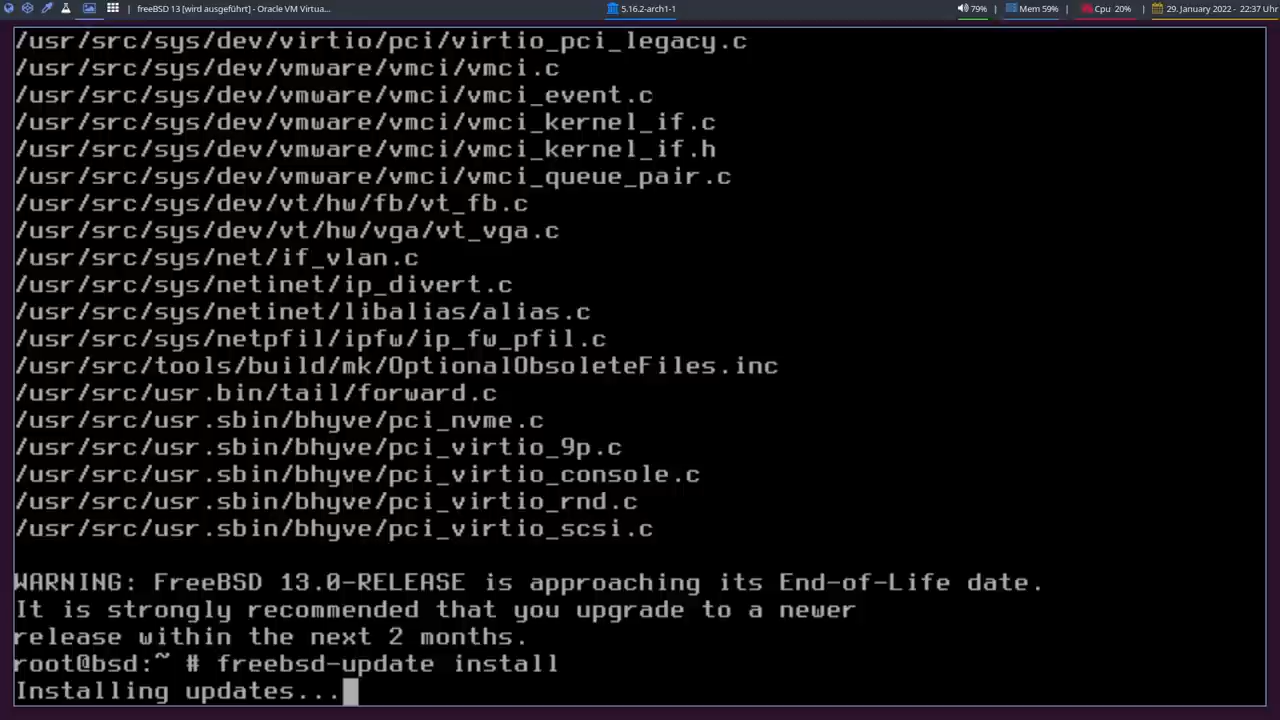 freeBSD 13 [wird ausgeführt] - Oracle VM Virtua...
5.16.2-arch1-1
79%
Mem 59%
Cpu 20%
29. January 2022 - 22:37 Uhr
/usr/src/sys/dev/virtio/pci/virtio_pci_legacy.c
/usr/src/sys/dev/vmware/vmci/vmci.c
/usr/src/sys/dev/vmware/vmci/vmci_event.c
/usr/src/sys/dev/vmware/vmci/vmci_kernel_if.c
/usr/src/sys/dev/vmware/vmci/vmci_kernel_if.h
/usr/src/sys/dev/vmware/vmci/vmci_queue_pair.c
/usr/src/sys/dev/vt/hw/fb/vt_fb.c
/usr/src/sys/dev/vt/hw/vga/vt_vga.c
/usr/src/sys/net/if_vlan.c
/usr/src/sys/netinet/ip_divert.c
/usr/src/sys/netinet/libalias/alias.c
/usr/src/sys/netpfil/ipfw/ip_fw_pfil.c
/usr/src/tools/build/mk/OptionalObsoleteFiles.inc
/usr/src/usr.bin/tail/forward.c
/usr/src/usr.sbin/bhyve/pci_nvme.c
/usr/src/usr.sbin/bhyve/pci_virtio_9p.c
/usr/src/usr.sbin/bhyve/pci_virtio_console.c
/usr/src/usr.sbin/bhyve/pci_virtio_rnd.c
/usr/src/usr.sbin/bhyve/pci_virtio_scsi.c
WARNING: FreeBSD 13.0-RELEASE is approaching its End-of-Life date.
It is strongly recommended that you upgrade to a newer
release within the next 2 months.
root@bsd:~ # freebsd-update install
Installing updates...